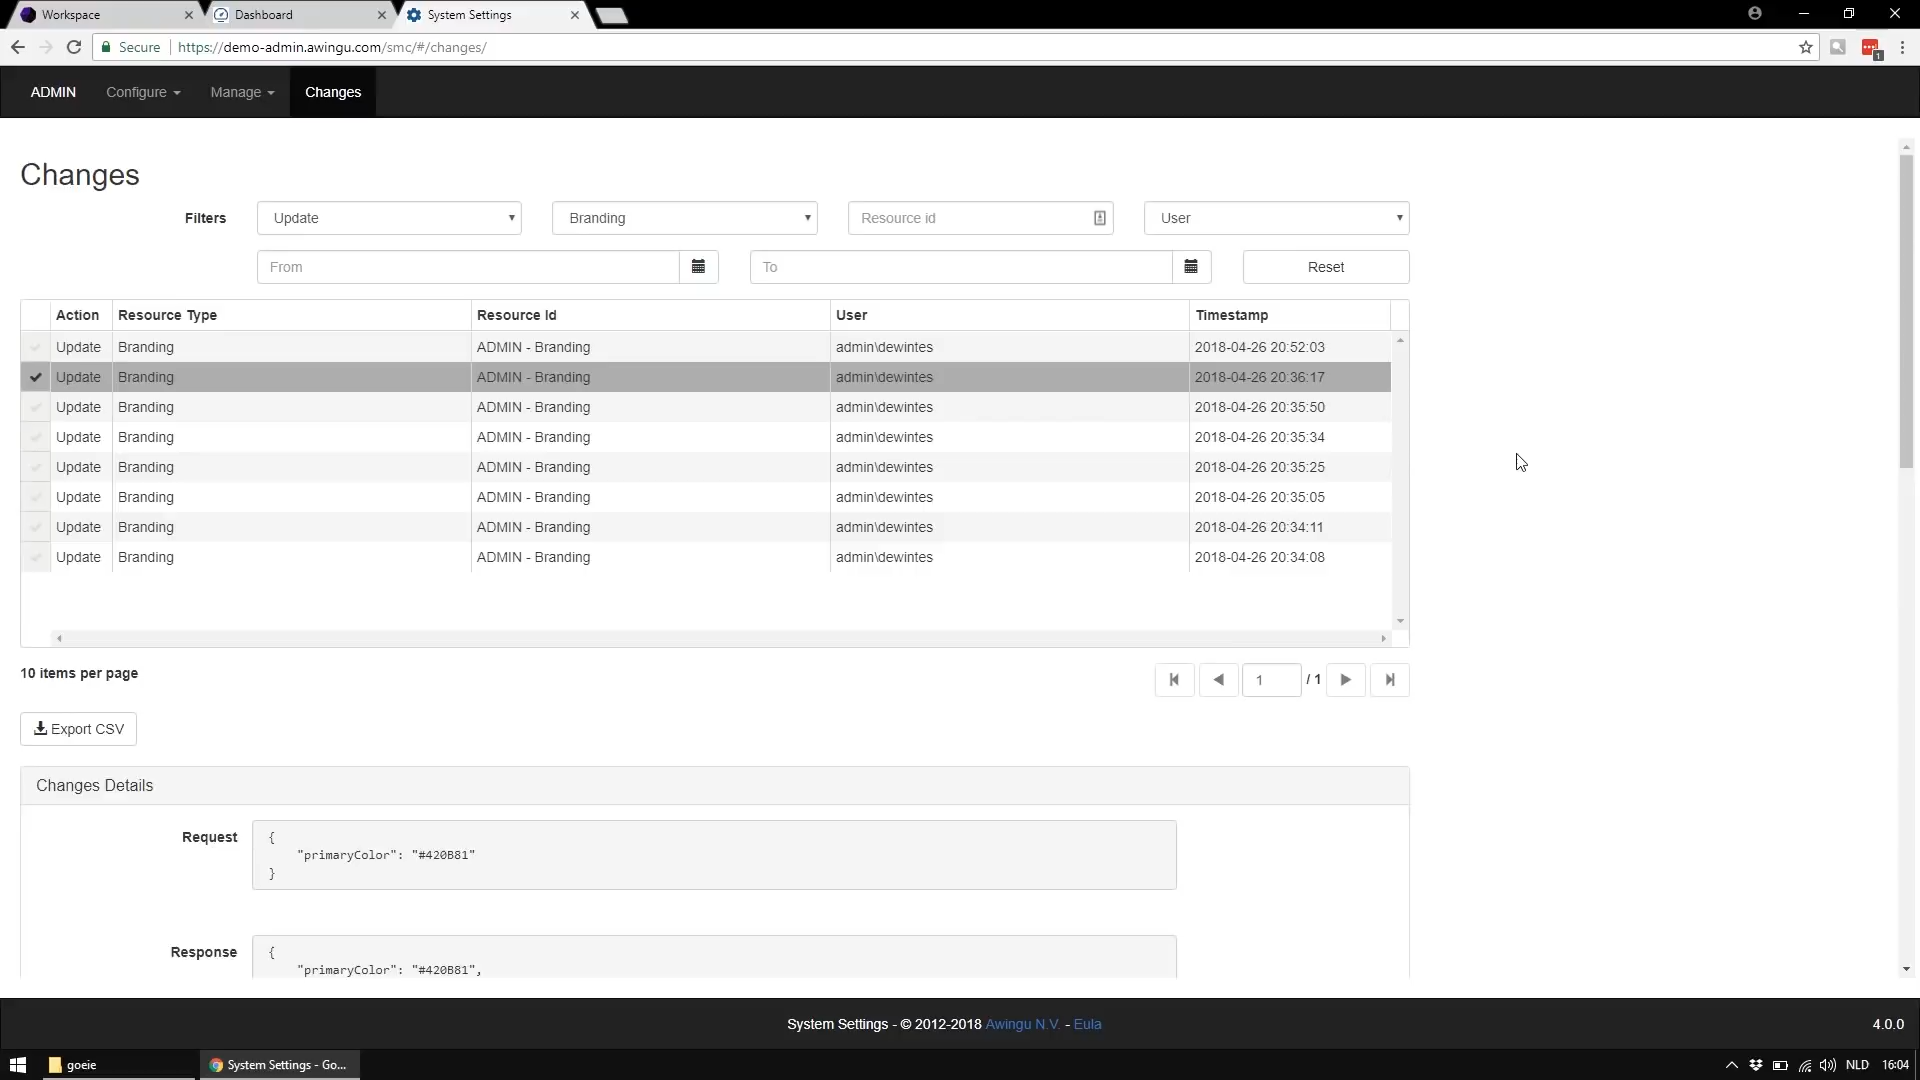 Workspace
Dashboard
System Settings
Secure
https://demo-admin.awingu.com/smc/#/changes/
1
ADMIN
Configure
Manage
Changes
Changes
Filters
Update
Branding
Resource id
User
From
To
Reset
Action Resource Type Resource Id User Timestamp
Update Branding ADMIN - Branding admin\dewintes 2018-04-26 20:52:03
Update Branding ADMIN - Branding admin\dewintes 2018-04-26 20:36:17
Update Branding ADMIN - Branding admin\dewintes 2018-04-26 20:35:50
Update Branding ADMIN - Branding admin\dewintes 2018-04-26 20:35:34
Update Branding ADMIN - Branding admin\dewintes 2018-04-26 20:35:25
Update Branding ADMIN - Branding admin\dewintes 2018-04-26 20:35:05
Update Branding ADMIN - Branding admin\dewintes 2018-04-26 20:34:11
Update Branding ADMIN - Branding admin\dewintes 2018-04-26 20:34:08
10 items per page
1 / 1
Export CSV
Changes Details
Request
{
"primaryColor": "#420B81"
}
Response
{
"primaryColor": "#420B81",
System Settings - © 2012-2018 Awingu N.V. - Eula
4.0.0
goeie
System Settings - Go...
NLD
16:04